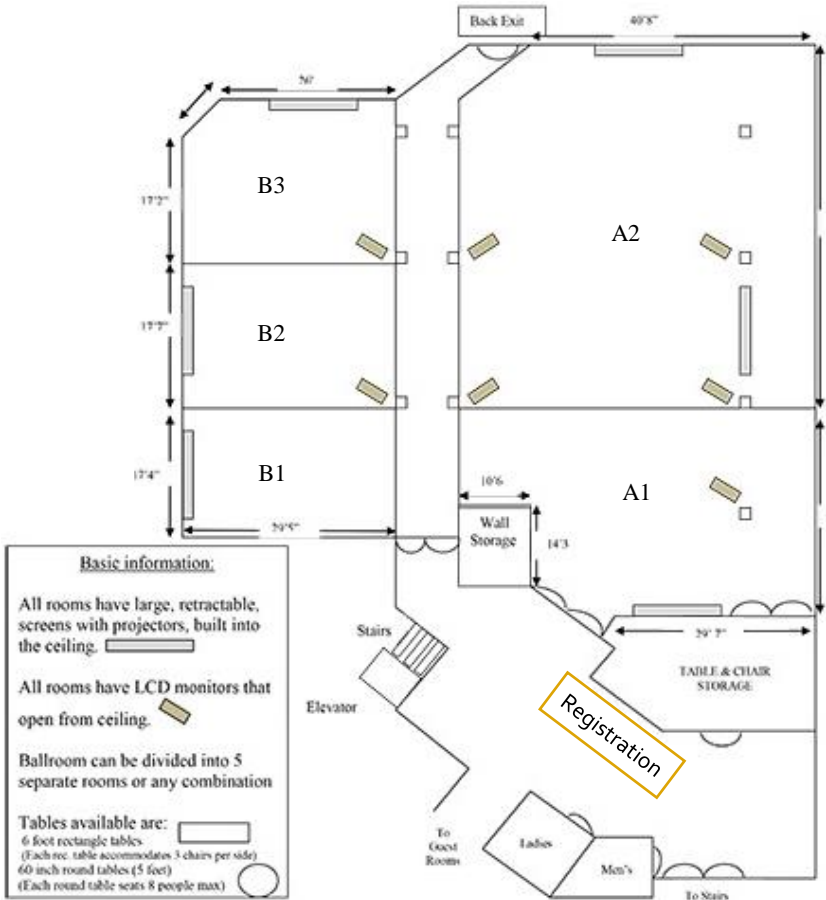 Back Exit
40'8"
B3
17'2"
A2
17'7"
B2
B1
17'4"
10'6
A1
Wall
Storage
14'3
29'5"
Basic information:
All rooms have large, retractable,
screens with projectors, built into
the ceiling.
All rooms have LCD monitors that
open from ceiling.
Ballroom can be divided into 5
separate rooms or any combination
Tables available are:
6 foot rectangle tables
(Each rec. table accommodates 3 chairs per side)
60 inch round tables (5 feet)
(Each round table seats 8 people max)
Stairs
Elevator
TABLE & CHAIR
STORAGE
Registration
To
Guest
Rooms
Ladies
Men's
To Stairs